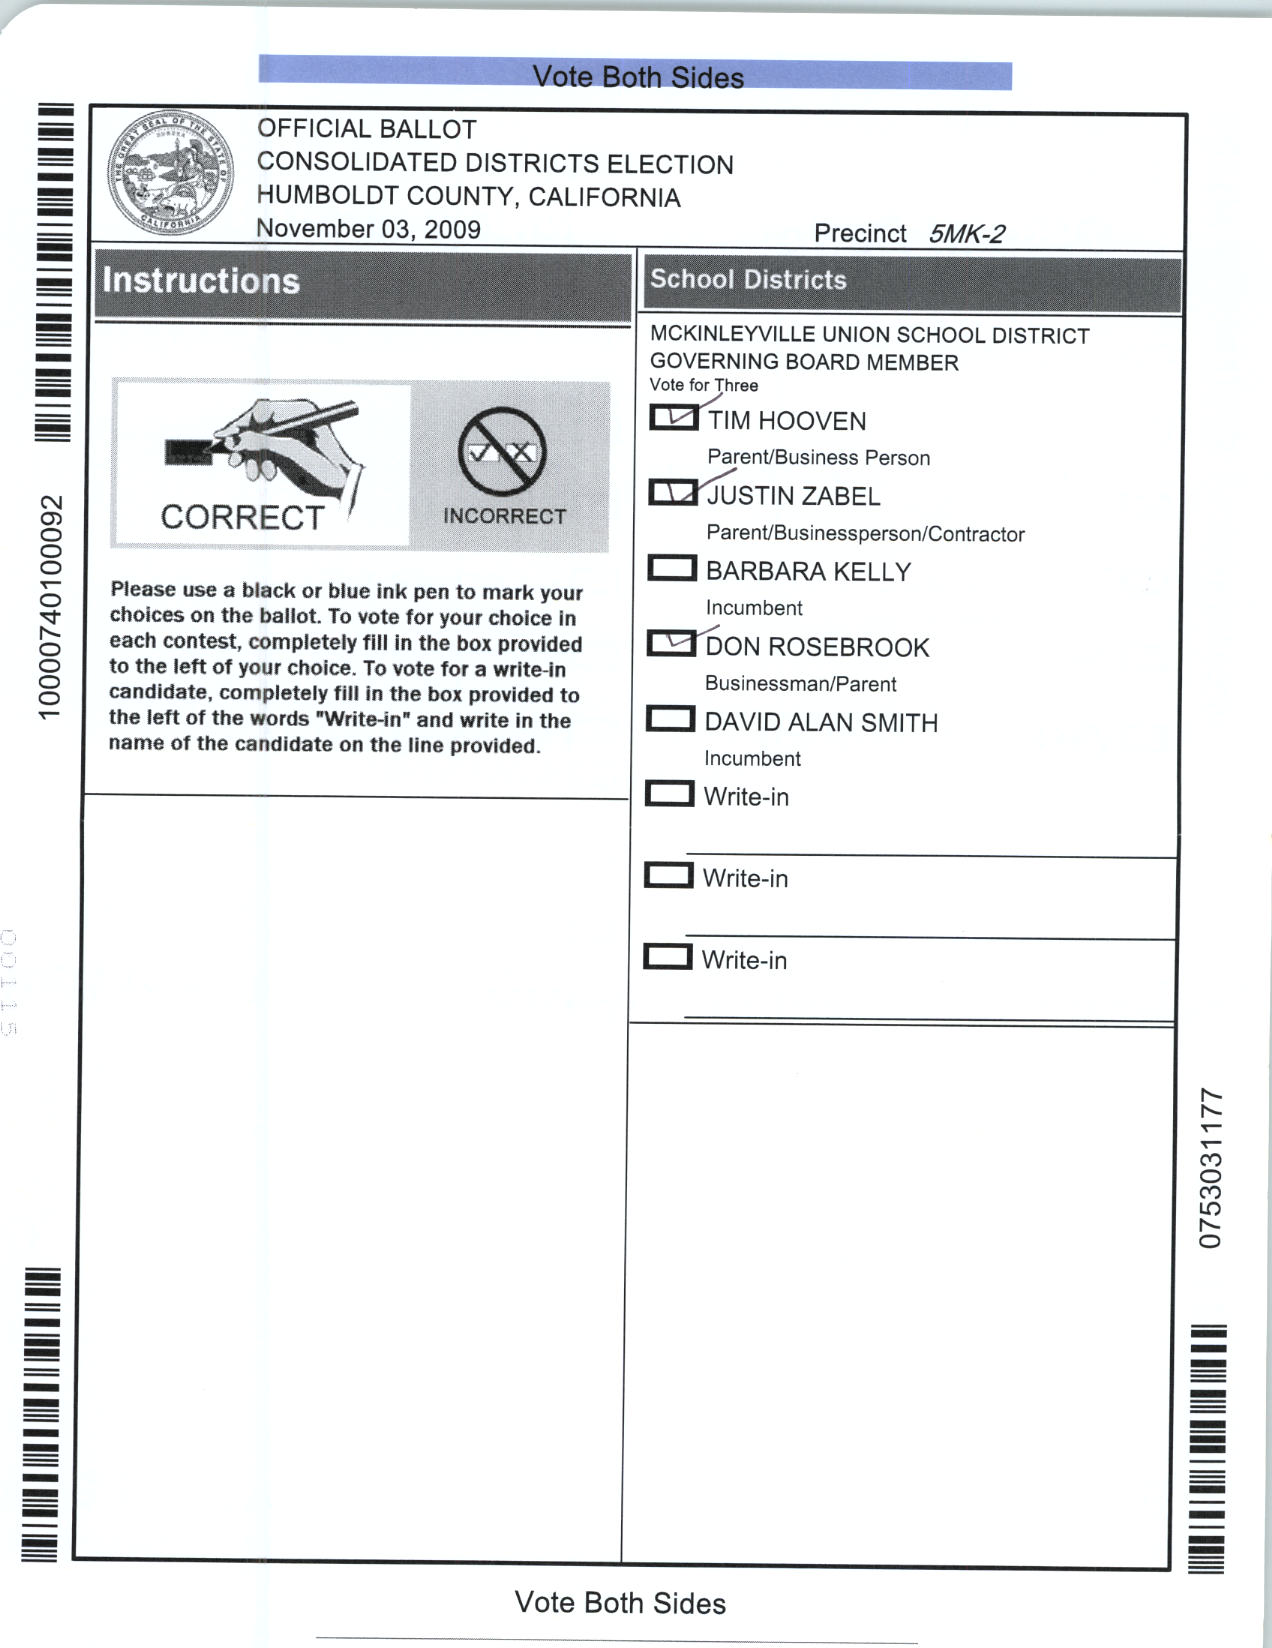 Vote Both Sides
OFFICIAL BALLOT
CONSOLIDATED DISTRICTS ELECTION
HUMBOLDT COUNTY, CALIFORNIA
November 03, 2009
Precinct 5MK-2
THE GREAT SEAL OF THE STATE OF CALIFORNIA
EUREKA
Instructions
CORRECT
INCORRECT
Please use a black or blue ink pen to mark your
choices on the ballot. To vote for your choice in
each contest, completely fill in the box provided
to the left of your choice. To vote for a write-in
candidate, completely fill in the box provided to
the left of the words "Write-in" and write in the
name of the candidate on the line provided.
School Districts
MCKINLEYVILLE UNION SCHOOL DISTRICT
GOVERNING BOARD MEMBER
Vote for Three
TIM HOOVEN
Parent/Business Person
JUSTIN ZABEL
Parent/Businessperson/Contractor
BARBARA KELLY
Incumbent
DON ROSEBROOK
Businessman/Parent
DAVID ALAN SMITH
Incumbent
Write-in
Write-in
Write-in
10000740100092
00115
0753031177
Vote Both Sides